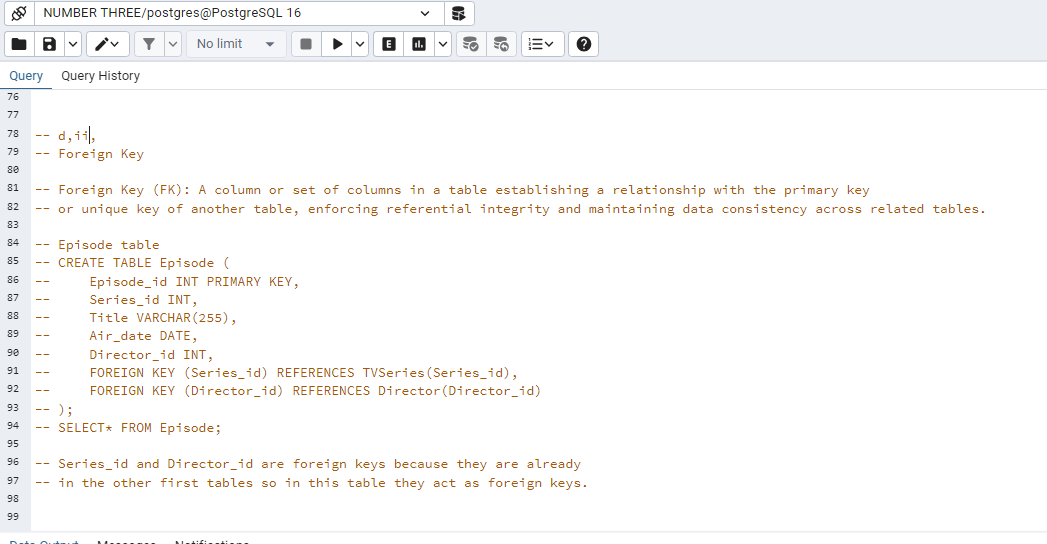 NUMBER THREE/postgres@PostgreSQL 16
No limit
E
Query Query History
76
77
78 -- d,ii,
79 -- Foreign Key
80
81 -- Foreign Key (FK): A column or set of columns in a table establishing a relationship with the primary key
82 -- or unique key of another table, enforcing referential integrity and maintaining data consistency across related tables.
83
84 -- Episode table
85 -- CREATE TABLE Episode (
86 --     Episode_id INT PRIMARY KEY,
87 --     Series_id INT,
88 --     Title VARCHAR(255),
89 --     Air_date DATE,
90 --     Director_id INT,
91 --     FOREIGN KEY (Series_id) REFERENCES TVSeries(Series_id),
92 --     FOREIGN KEY (Director_id) REFERENCES Director(Director_id)
93 -- );
94 -- SELECT* FROM Episode;
95
96 -- Series_id and Director_id are foreign keys because they are already
97 -- in the other first tables so in this table they act as foreign keys.
98
99
Data Output Messages Notifications